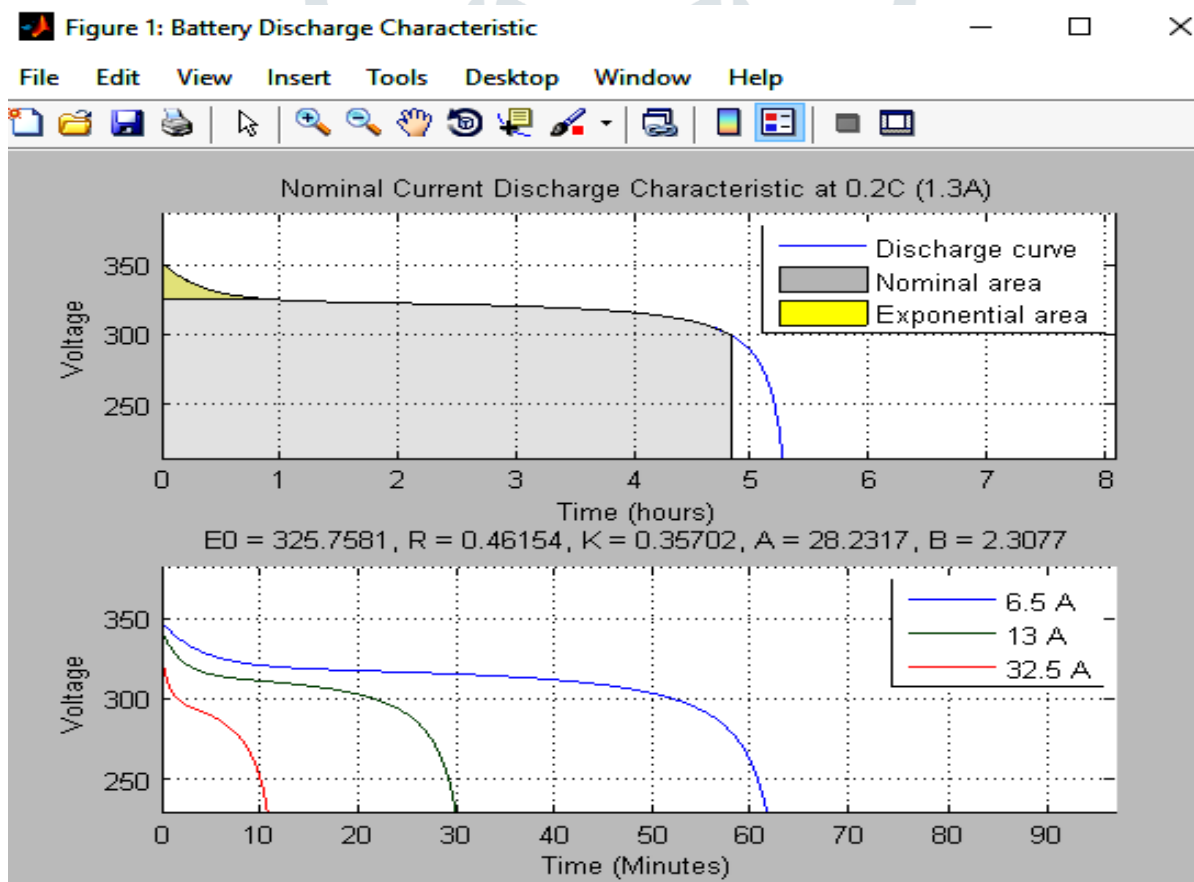 Figure 1: Battery Discharge Characteristic
File Edit View Insert Tools Desktop Window Help
Nominal Current Discharge Characteristic at 0.2C (1.3A)
Discharge curve
Nominal area
Exponential area
Voltage
350
300
250
0 1 2 3 4 5 6 7 8
Time (hours)
E0 = 325.7581, R = 0.46154, K = 0.35702, A = 28.2317, B = 2.3077
6.5 A
13 A
32.5 A
Voltage
350
300
250
0 10 20 30 40 50 60 70 80 90
Time (Minutes)